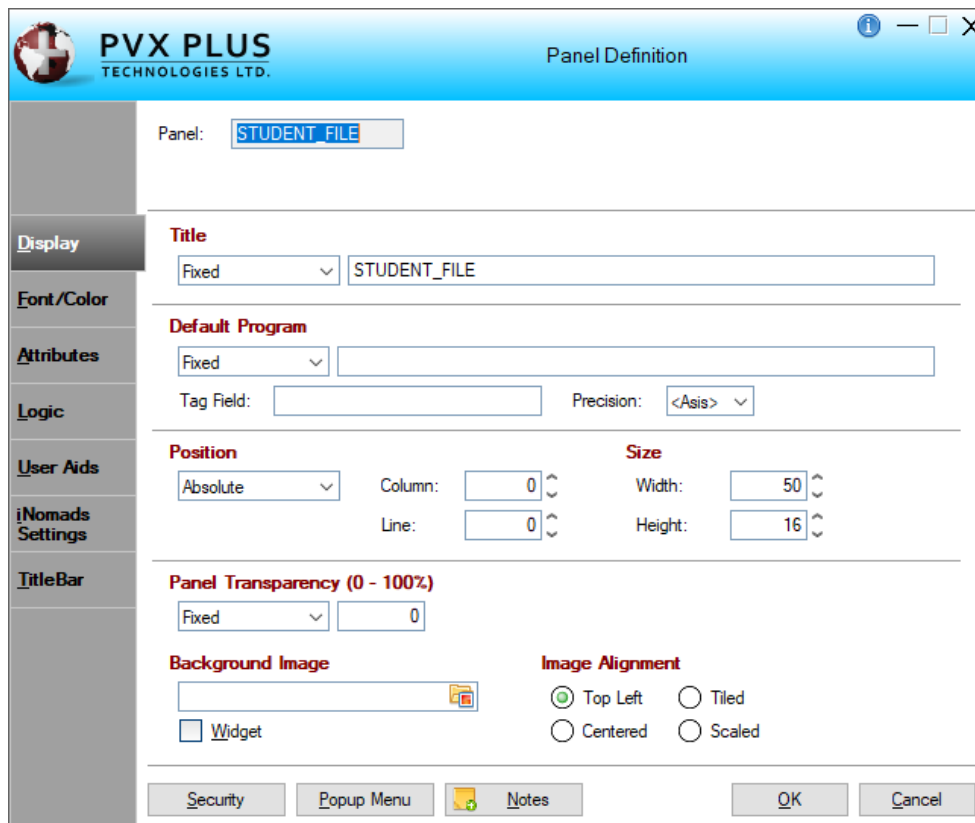 PVX PLUS
TECHNOLOGIES LTD.
Panel Definition
Panel: STUDENT_FILE
Display
Font/Color
Attributes
Logic
User Aids
iNomads
Settings
TitleBar
Title
Fixed STUDENT_FILE
Default Program
Fixed
Tag Field: Precision: <Asis>
Position Size
Absolute Column: 0 Width: 50
Line: 0 Height: 16
Panel Transparency (0 - 100%)
Fixed 0
Background Image Image Alignment
Top Left Tiled
Widget Centered Scaled
Security Popup Menu Notes OK Cancel